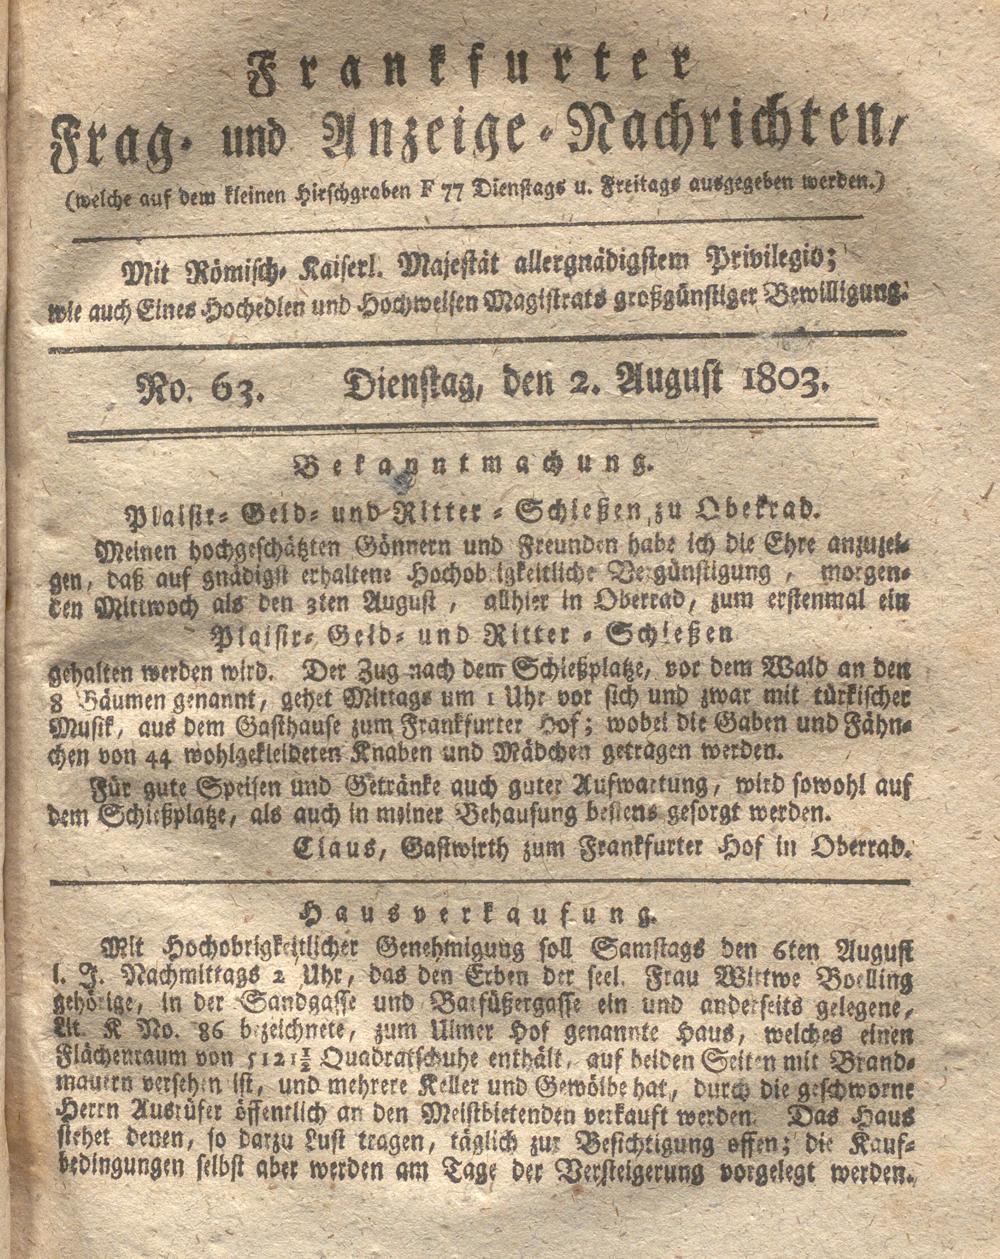 Frankfurter
Frag- und Anzeige-Nachrichten,
(welche auf dem kleinen Hirschgraben F 77 Dienstags u. Freitags ausgegeben werden.)
Mit Römisch- Kaiserl. Majestät allergnädigstem Privilegio;
wie auch Eines Hochedlen und Hochweisen Magistrats großgünstiger Bewilligung.
No. 63. Dienstag, den 2. August 1803.
Bekanntmachung.
Plaisir- Geld- und Ritter-Schießen zu Oberrad.
Meinen hochgeschätzten Gönnern und Freunden habe ich die Ehre anzuzei-
gen, daß auf gnädigst erhaltene Hochobrigkeitliche Vergünstigung, morgen-
den Mittwoch als den 3ten August, allhier in Oberrad, zum erstenmal ein
Plaisir- Geld- und Ritter-Schießen
gehalten werden wird. Der Zug nach dem Schießplatze, vor dem Wald an den
8 Bäumen genannt, gehet Mittags um 1 Uhr vor sich und zwar mit türkischer
Musik, aus dem Gasthause zum Frankfurter Hof; wobei die Gaben und Fähn-
chen von 44 wohlgekleideten Knaben und Mädchen getragen werden.
Für gute Speisen und Getränke auch guter Aufwartung, wird sowohl auf
dem Schießplatze, als auch in meiner Behausung bestens gesorgt werden.
Claus, Gastwirth zum Frankfurter Hof in Oberrad.
Hausverkaufung.
Mit Hochobrigkeitlicher Genehmigung soll Samstags den 6ten August
l. J. Nachmittags 2 Uhr, das den Erben der seel. Frau Wittwe Boelling
gehörige, in der Sandgasse und Barfüßergasse ein und anderseits gelegene,
Lit. K No. 86 bezeichnete, zum Ulmer Hof genannte Haus, welches einen
Flächenraum von 5121½ Quadratschuhe enthält, auf beiden Seiten mit Brand-
mauern versehen ist, und mehrere Keller und Gewölbe hat, durch die geschworne
Herrn Ausrüfer öffentlich an den Meistbietenden verkauft werden. Das Haus
stehet denen, so darzu Lust tragen, täglich zur Besichtigung offen; die Kauf-
bedingungen selbst aber werden am Tage der Versteigerung vorgelegt werden.